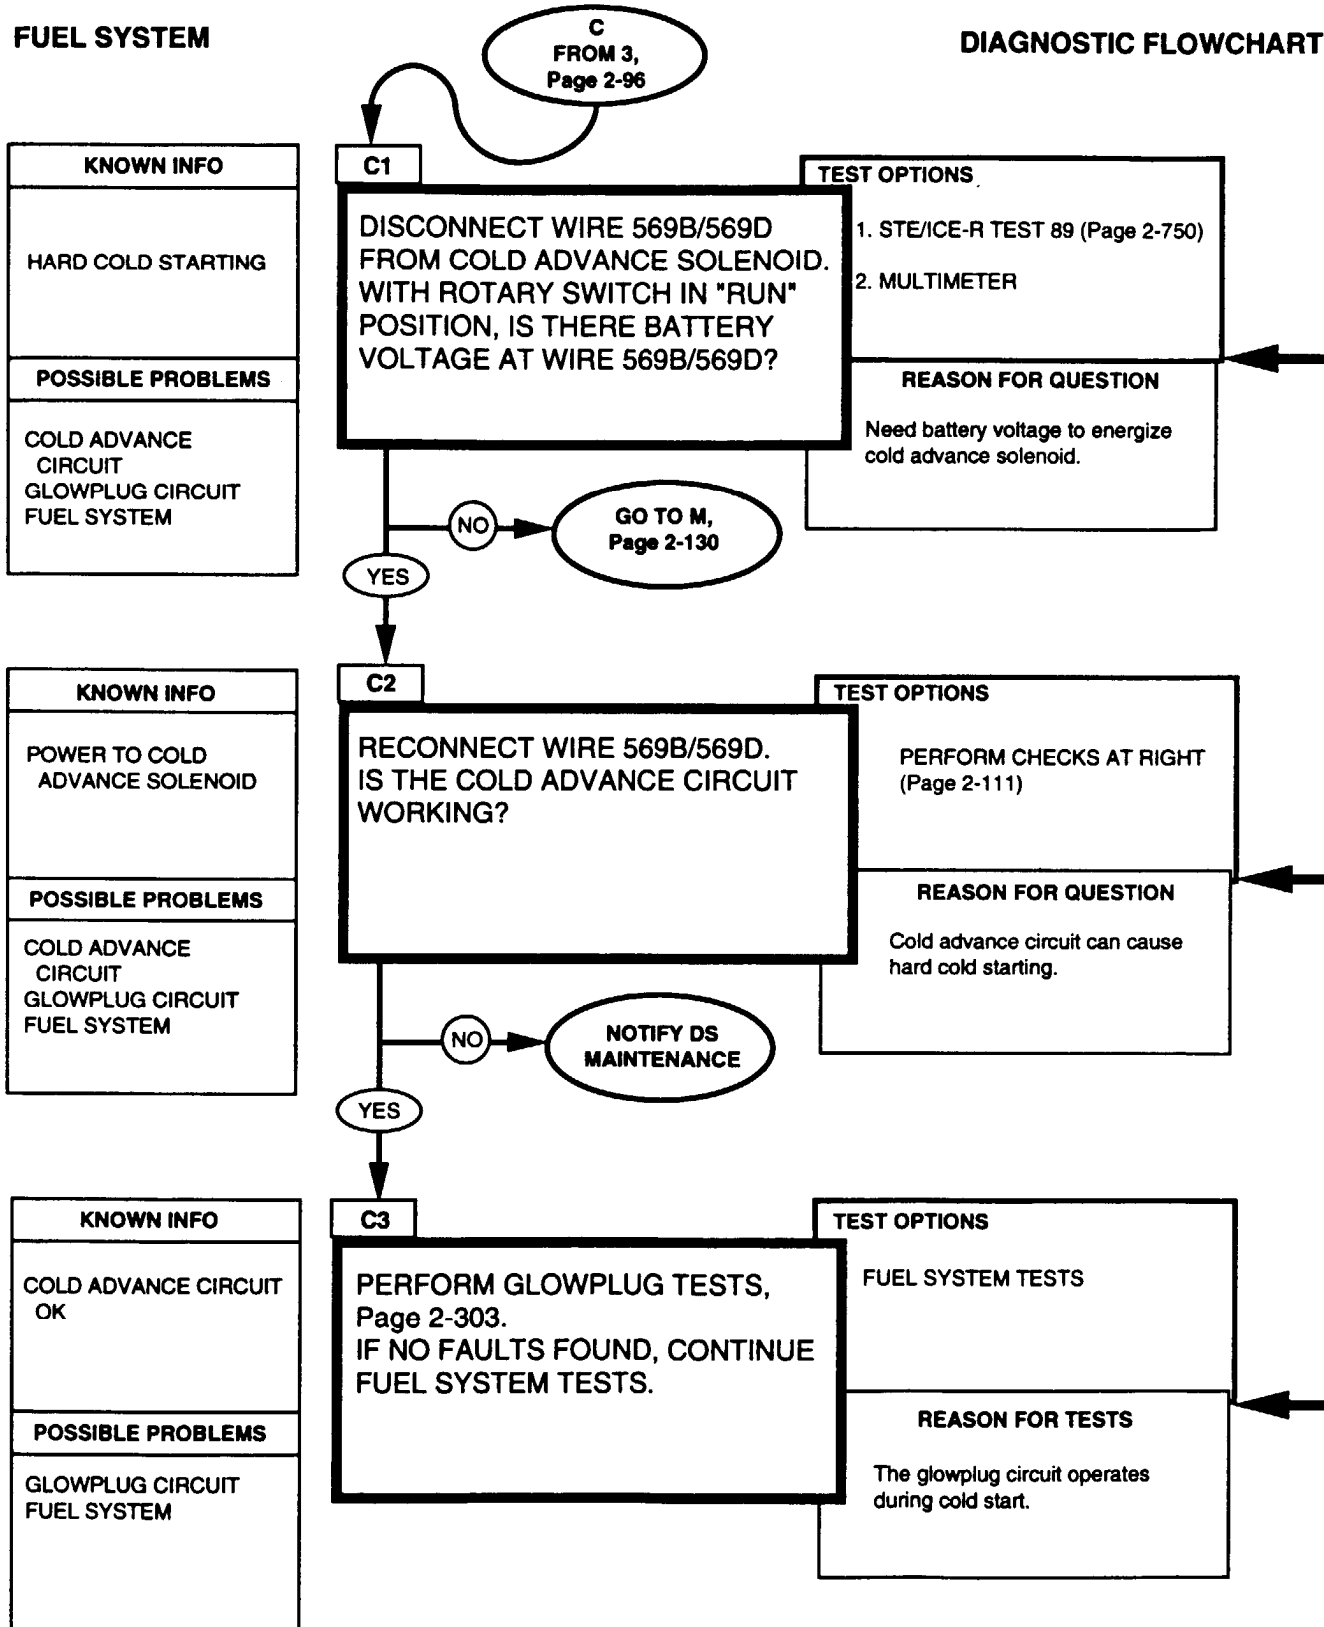 FUEL SYSTEM
DIAGNOSTIC FLOWCHART
C
FROM 3,
Page 2-96
KNOWN INFO
HARD COLD STARTING
POSSIBLE PROBLEMS
COLD ADVANCE
CIRCUIT
GLOWPLUG CIRCUIT
FUEL SYSTEM
C1
DISCONNECT WIRE 569B/569D
FROM COLD ADVANCE SOLENOID.
WITH ROTARY SWITCH IN "RUN"
POSITION, IS THERE BATTERY
VOLTAGE AT WIRE 569B/569D?
TEST OPTIONS
1. STE/ICE-R TEST 89 (Page 2-750)
2. MULTIMETER
REASON FOR QUESTION
Need battery voltage to energize
cold advance solenoid.
NO
GO TO M,
Page 2-130
YES
KNOWN INFO
POWER TO COLD
ADVANCE SOLENOID
POSSIBLE PROBLEMS
COLD ADVANCE
CIRCUIT
GLOWPLUG CIRCUIT
FUEL SYSTEM
C2
RECONNECT WIRE 569B/569D.
IS THE COLD ADVANCE CIRCUIT
WORKING?
TEST OPTIONS
PERFORM CHECKS AT RIGHT
(Page 2-111)
REASON FOR QUESTION
Cold advance circuit can cause
hard cold starting.
NO
NOTIFY DS
MAINTENANCE
YES
KNOWN INFO
COLD ADVANCE CIRCUIT
OK
POSSIBLE PROBLEMS
GLOWPLUG CIRCUIT
FUEL SYSTEM
C3
PERFORM GLOWPLUG TESTS,
Page 2-303.
IF NO FAULTS FOUND, CONTINUE
FUEL SYSTEM TESTS.
TEST OPTIONS
FUEL SYSTEM TESTS
REASON FOR TESTS
The glowplug circuit operates
during cold start.